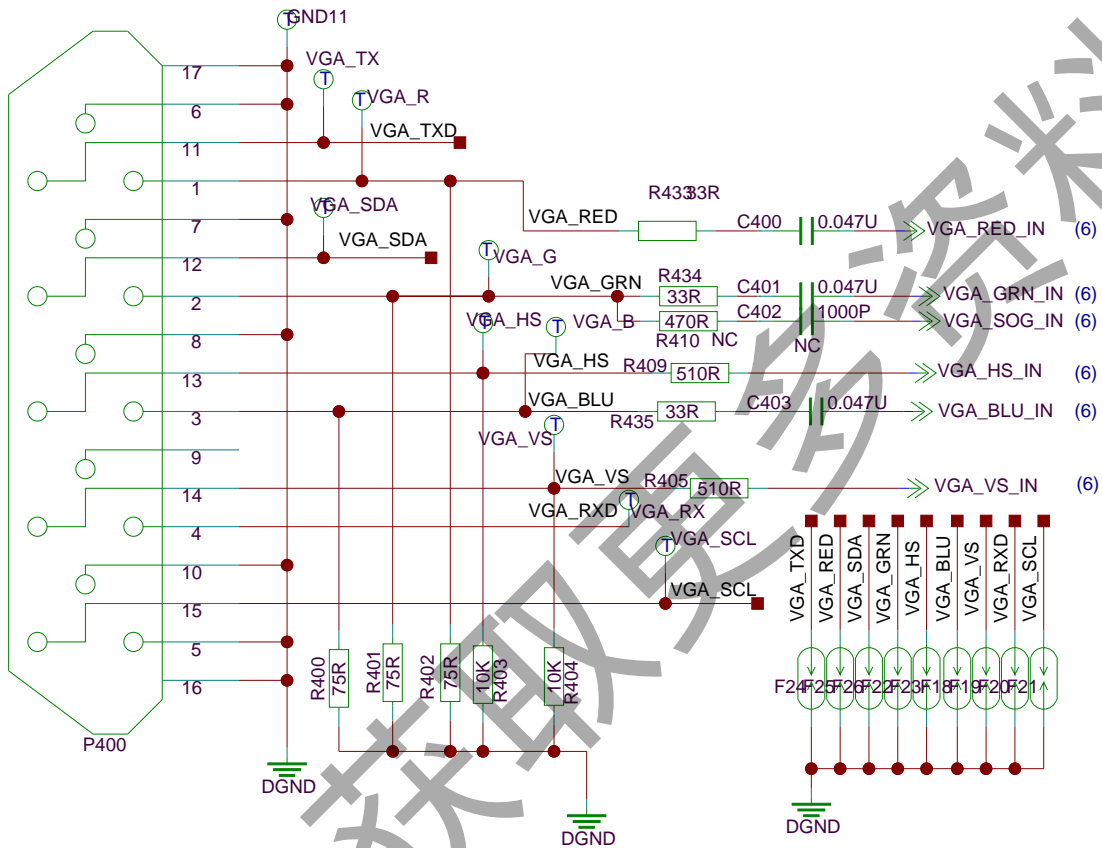 GND11
VGA_TX
17
VGA_R
6
VGA_TXD
11
1
VGA_SDA
R433 33R
7
VGA_RED
C400
0.047U
VGA_RED_IN
(6)
VGA_SDA
12
VGA_G
2
VGA_GRN
R434
33R
C401
0.047U
VGA_GRN_IN
(6)
VGA_HS
VGA_B
470R
C402
1000P
VGA_SOG_IN
(6)
8
R410
NC
NC
13
VGA_HS
R409
510R
VGA_HS_IN
(6)
3
VGA_BLU
R435
33R
C403
0.047U
VGA_BLU_IN
(6)
VGA_VS
9
14
VGA_VS
R405
510R
VGA_VS_IN
(6)
4
VGA_RXD
VGA_RX
VGA_SCL
10
15
VGA_SCL
5
16
VGA_TXD
VGA_RED
VGA_SDA
VGA_GRN
VGA_HS
VGA_BLU
VGA_VS
VGA_RXD
VGA_SCL
R400
75R
R401
75R
R402
75R
10K
R403
10K
R404
F24
F25
F26
F22
F23
F18
F19
F20
F21
P400
DGND
DGND
DGND
获取更多资料